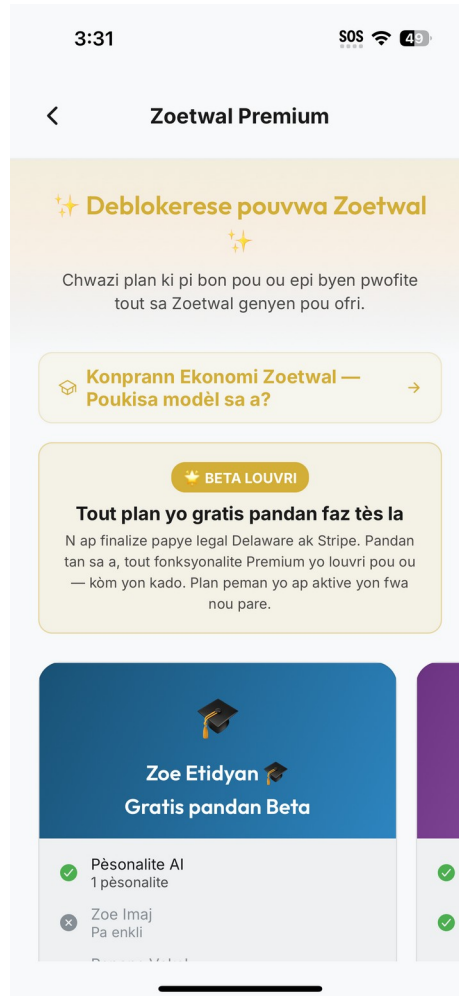 3:31
SOS
49
Zoetwal Premium
✨ Deblokerese pouvwa Zoetwal
✨
Chwazi plan ki pi bon pou ou epi byen pwofite
tout sa Zoetwal genyen pou ofri.
Konprann Ekonomi Zoetwal —
Poukisa modèl sa a?
→
🌟 BETA LOUVRI
Tout plan yo gratis pandan faz tès la
N ap finalize papye legal Delaware ak Stripe. Pandan
tan sa a, tout fonksyonalite Premium yo louvri pou ou
— kòm yon kado. Plan peman yo ap aktive yon fwa
nou pare.
🎓
Zoe Etidyan 🎓
Gratis pandan Beta
Pèsonalite AI
1 pèsonalite
Zoe Imaj
Pa enkli